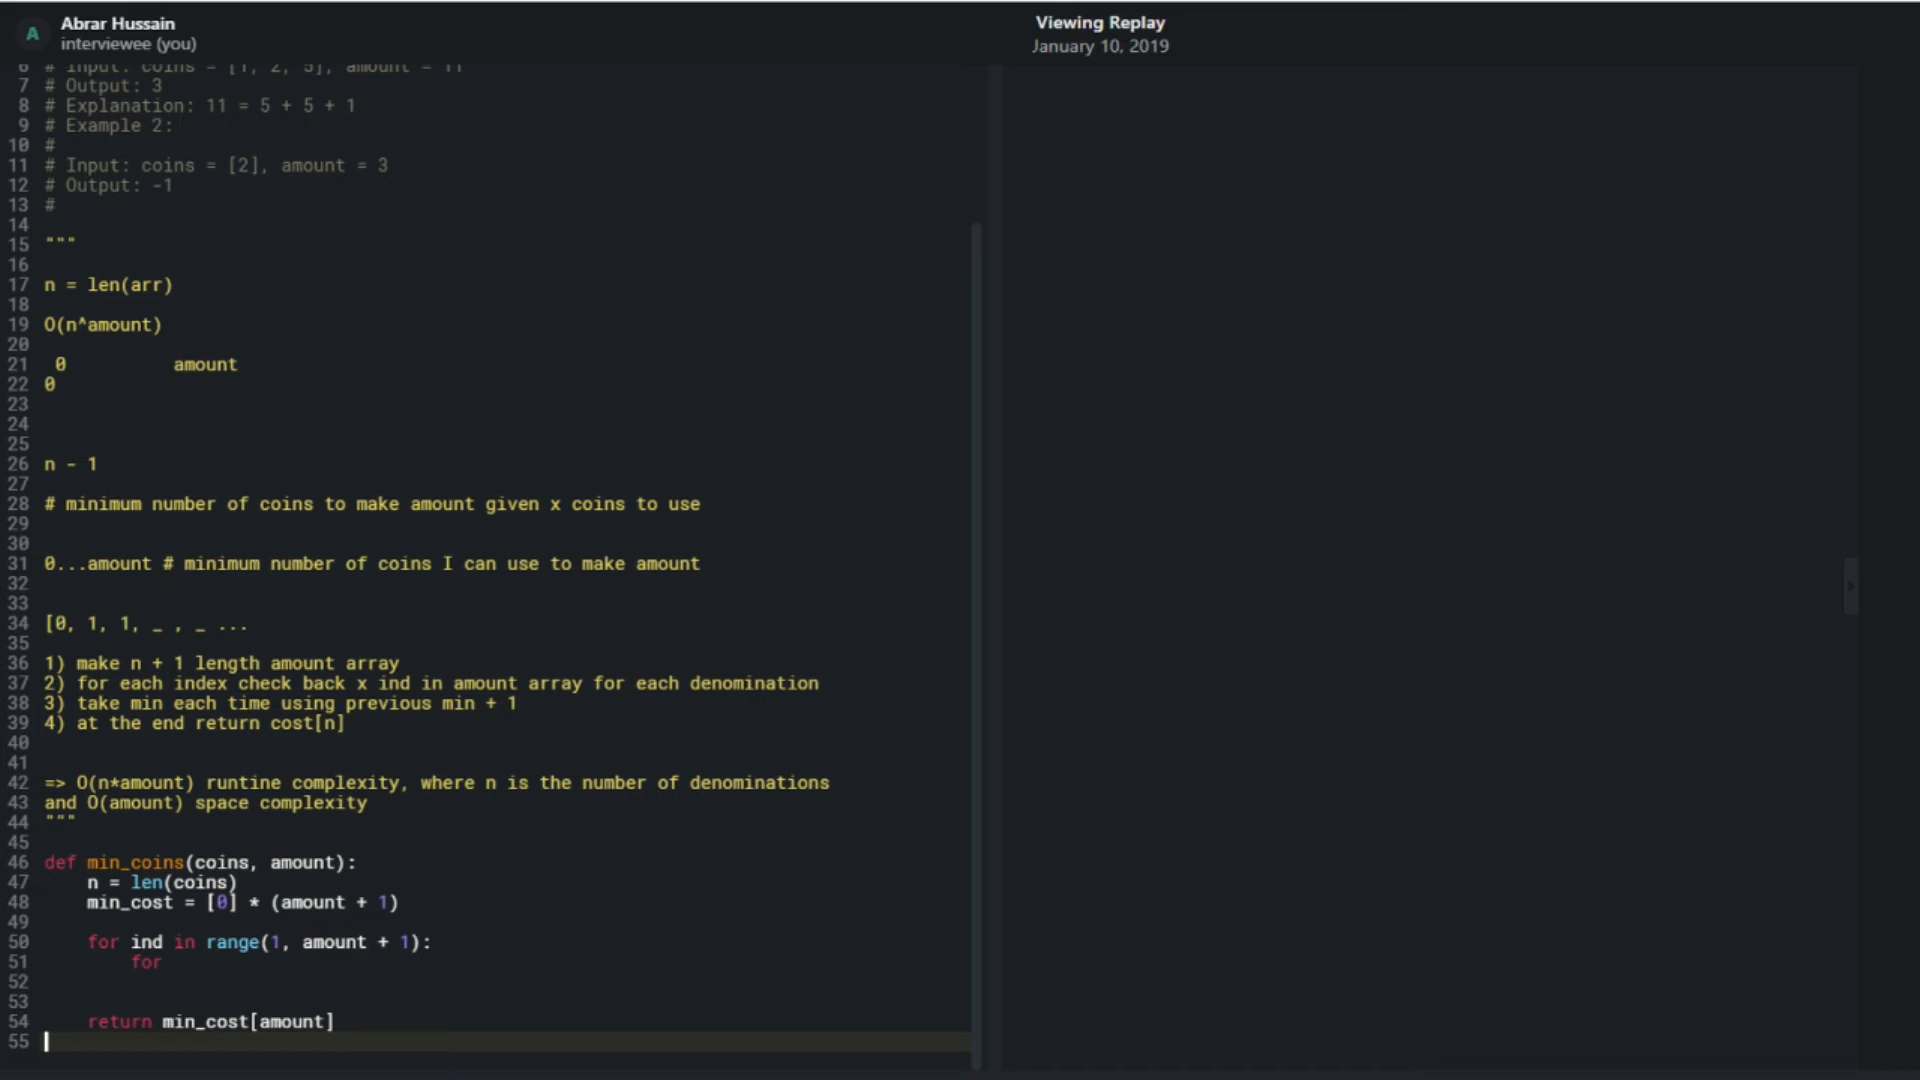 A
Abrar Hussain
interviewee (you)
Viewing Replay
January 10, 2019
6 # Input: coins = [1, 2, 5], amount = 11
7 # Output: 3
8 # Explanation: 11 = 5 + 5 + 1
9 # Example 2:
10 #
11 # Input: coins = [2], amount = 3
12 # Output: -1
13 #
14
15 """
16
17 n = len(arr)
18
19 O(n^amount)
20
21  0          amount
22 0
23
24
25
26 n - 1
27
28 # minimum number of coins to make amount given x coins to use
29
30
31 0...amount # minimum number of coins I can use to make amount
32
33
34 [0, 1, 1, _ , _ ...
35
36 1) make n + 1 length amount array
37 2) for each index check back x ind in amount array for each denomination
38 3) take min each time using previous min + 1
39 4) at the end return cost[n]
40
41
42 => O(n*amount) runtime complexity, where n is the number of denominations
43 and O(amount) space complexity
44 """
45
46 def min_coins(coins, amount):
47     n = len(coins)
48     min_cost = [0] * (amount + 1)
49
50     for ind in range(1, amount + 1):
51         for
52
53
54     return min_cost[amount]
55